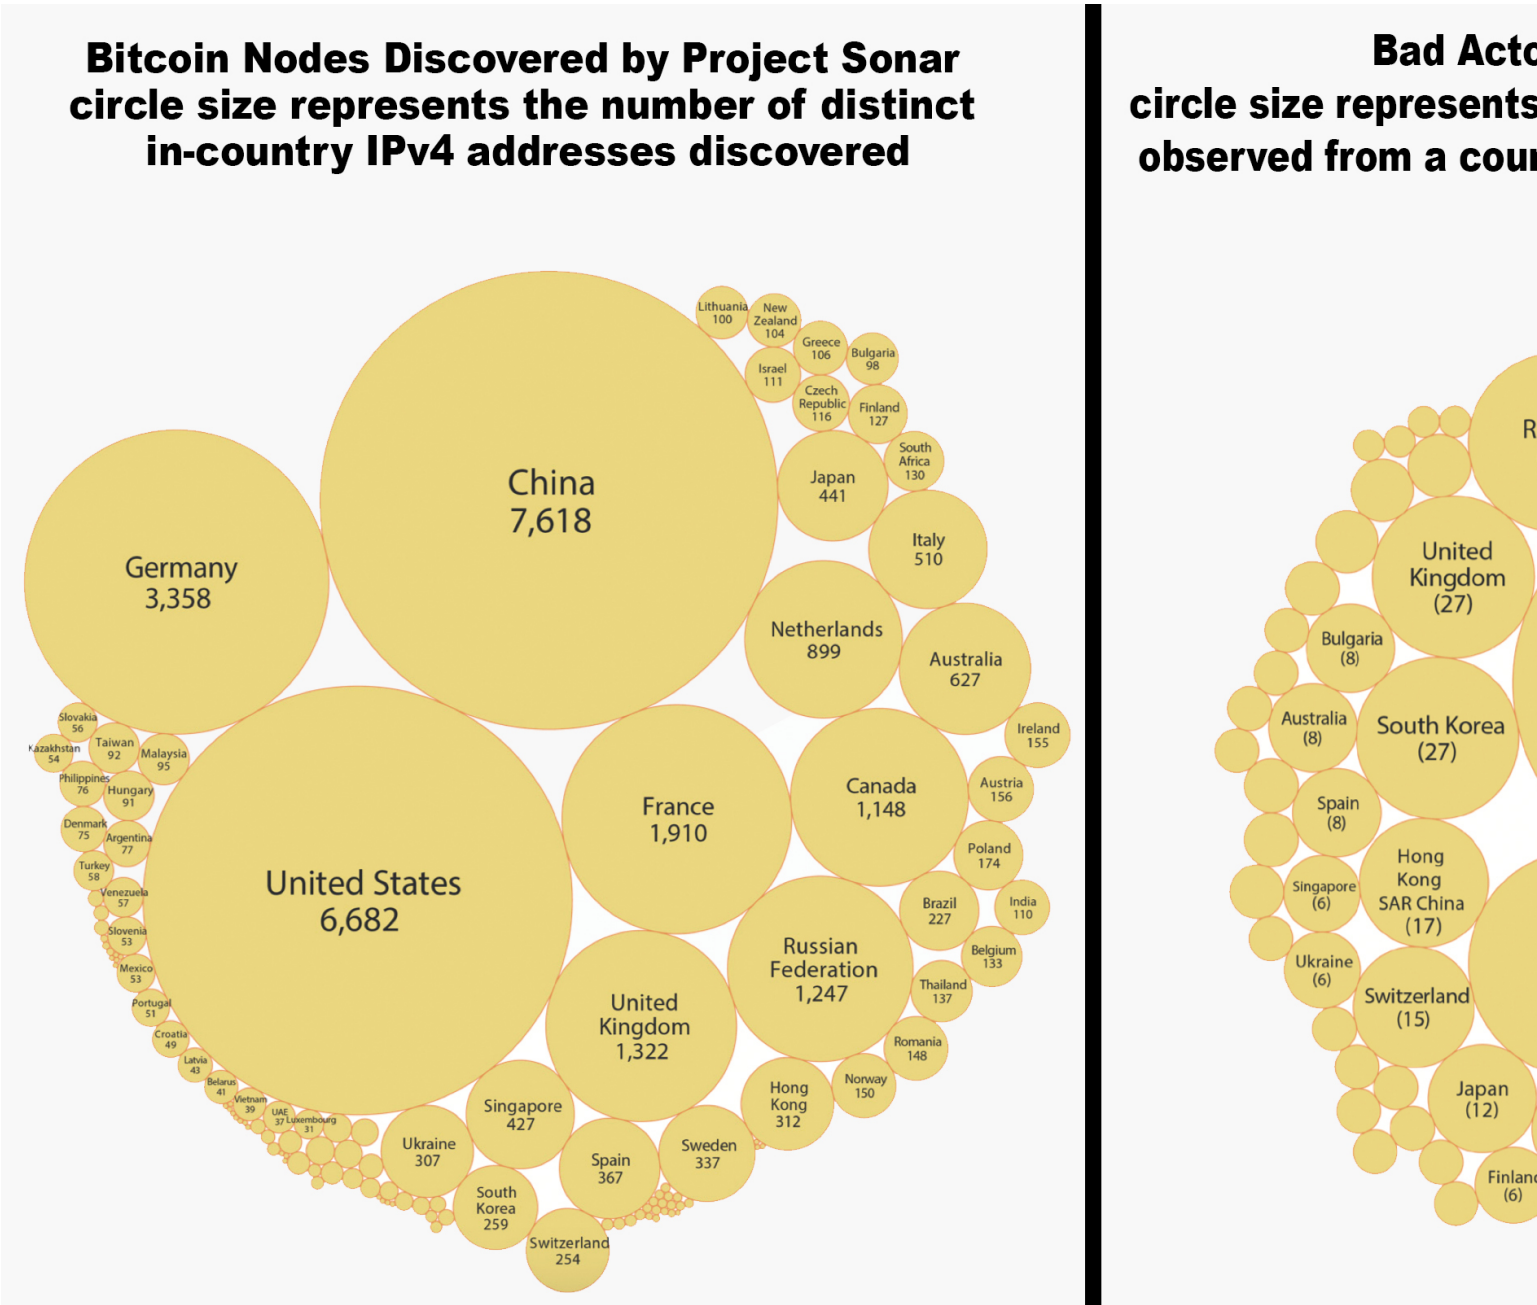 Bitcoin Nodes Discovered by Project Sonar
circle size represents the number of distinct
in-country IPv4 addresses discovered
Lithuania
100
New
Zealand
104
Greece
106
Bulgaria
98
Israel
111
Czech
Republic
116
Finland
127
South
Africa
130
Japan
441
China
7,618
Italy
510
Germany
3,358
Netherlands
899
Australia
627
Ireland
155
Slovakia
56
Kazakhstan
54
Taiwan
92
Malaysia
95
Philippines
76
Hungary
91
Denmark
75
Argentina
77
Turkey
58
Venezuela
57
Slovenia
53
Mexico
53
Portugal
51
Croatia
49
Latvia
43
Belarus
41
Vietnam
39
UAE
37
Luxembourg
31
United States
6,682
France
1,910
Canada
1,148
Austria
156
Poland
174
Brazil
227
India
110
Belgium
133
Russian
Federation
1,247
Thailand
137
Romania
148
Norway
150
United
Kingdom
1,322
Hong
Kong
312
Singapore
427
Ukraine
307
Spain
367
Sweden
337
South
Korea
259
Switzerland
254
Bad Acto
circle size represents
observed from a cour
R
United
Kingdom
(27)
Bulgaria
(8)
Australia
(8)
South Korea
(27)
Spain
(8)
Hong
Kong
SAR China
(17)
Singapore
(6)
Ukraine
(6)
Switzerland
(15)
Japan
(12)
Finland
(6)